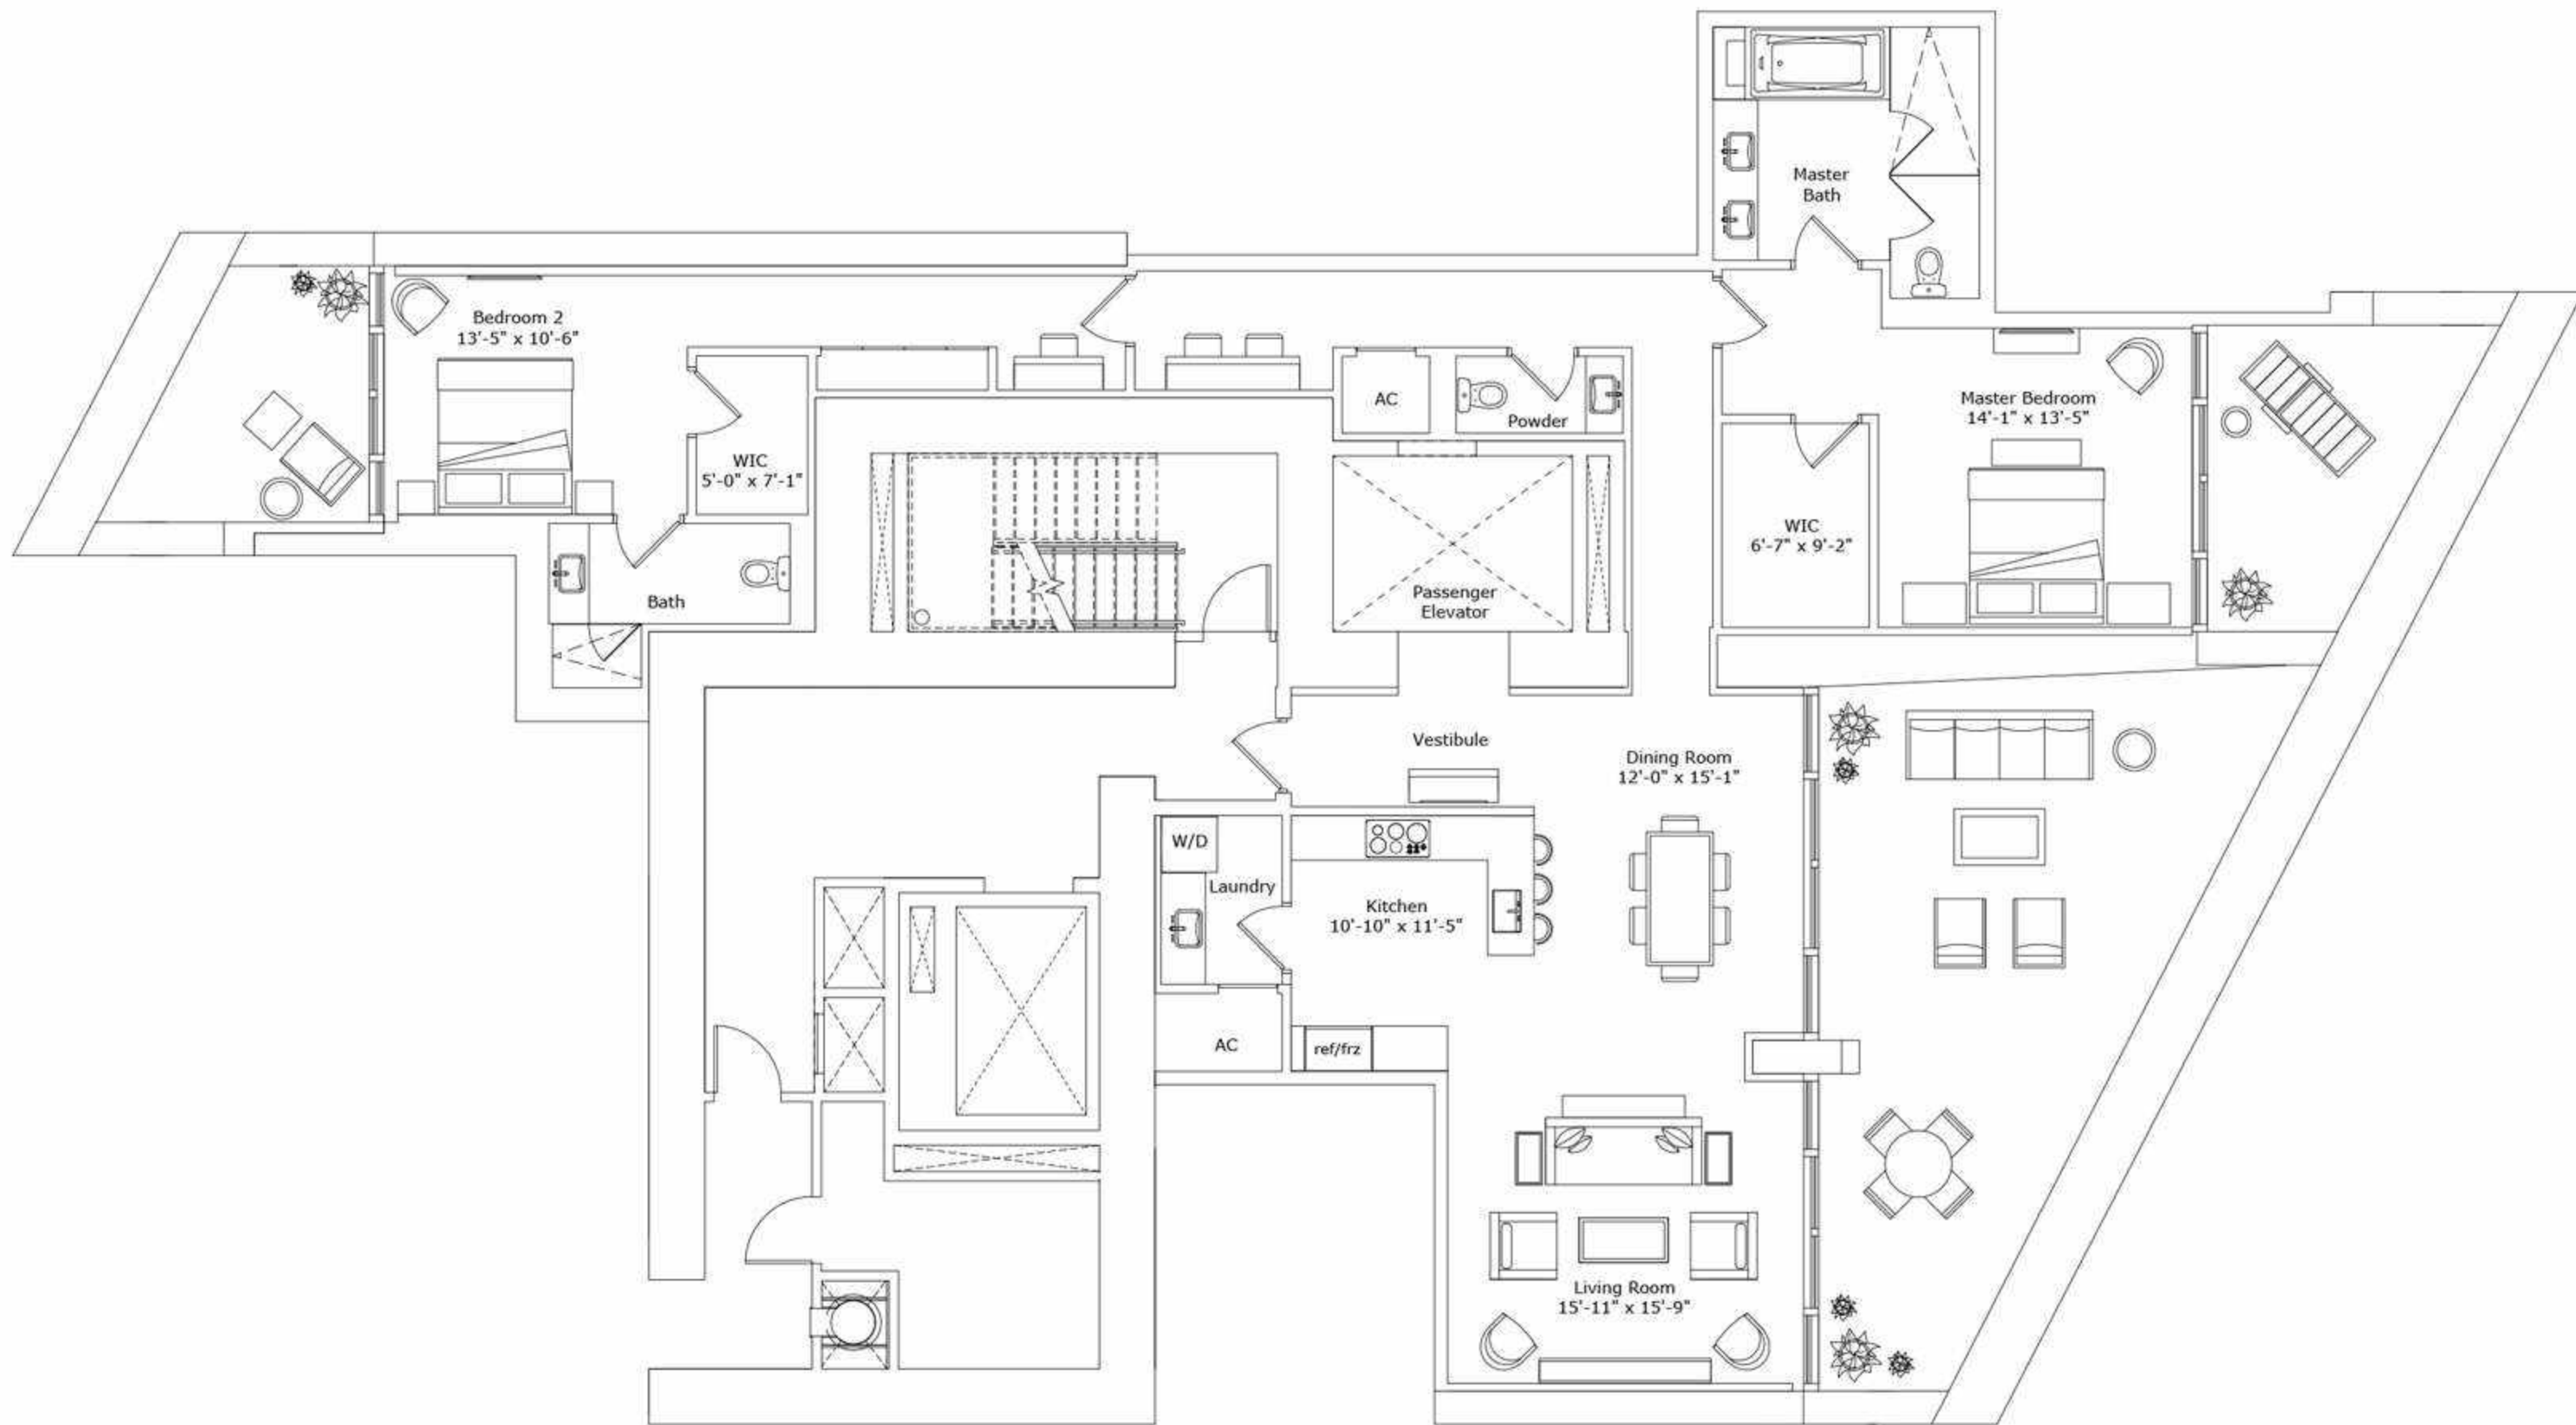 Master
Bath
Bedroom 2
13'-5" x 10'-6"
AC
Powder
Master Bedroom
14'-1" x 13'-5"
WIC
5'-0" x 7'-1"
WIC
6'-7" x 9'-2"
Bath
Passenger
Elevator
Vestibule
Dining Room
12'-0" x 15'-1"
W/D
Laundry
Kitchen
10'-10" x 11'-5"
AC
ref/frz
Living Room
15'-11" x 15'-9"